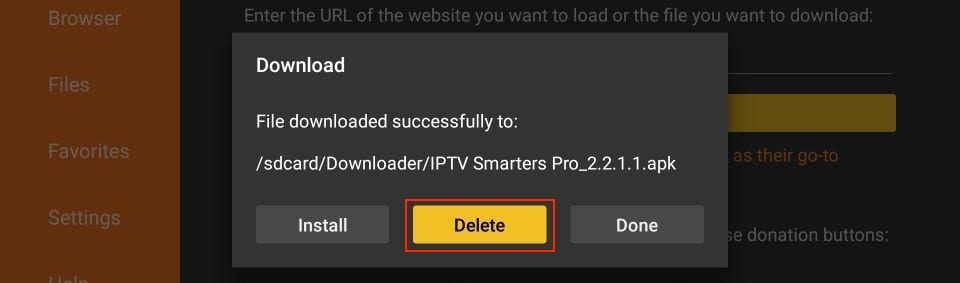 Browser
Files
Favorites
Settings
Help
Enter the URL of the website you want to load or the file you want to download:
Download
File downloaded successfully to:
/sdcard/Downloader/IPTV Smarters Pro_2.2.1.1.apk
Install
Delete
Done
as their go-to
se donation buttons: